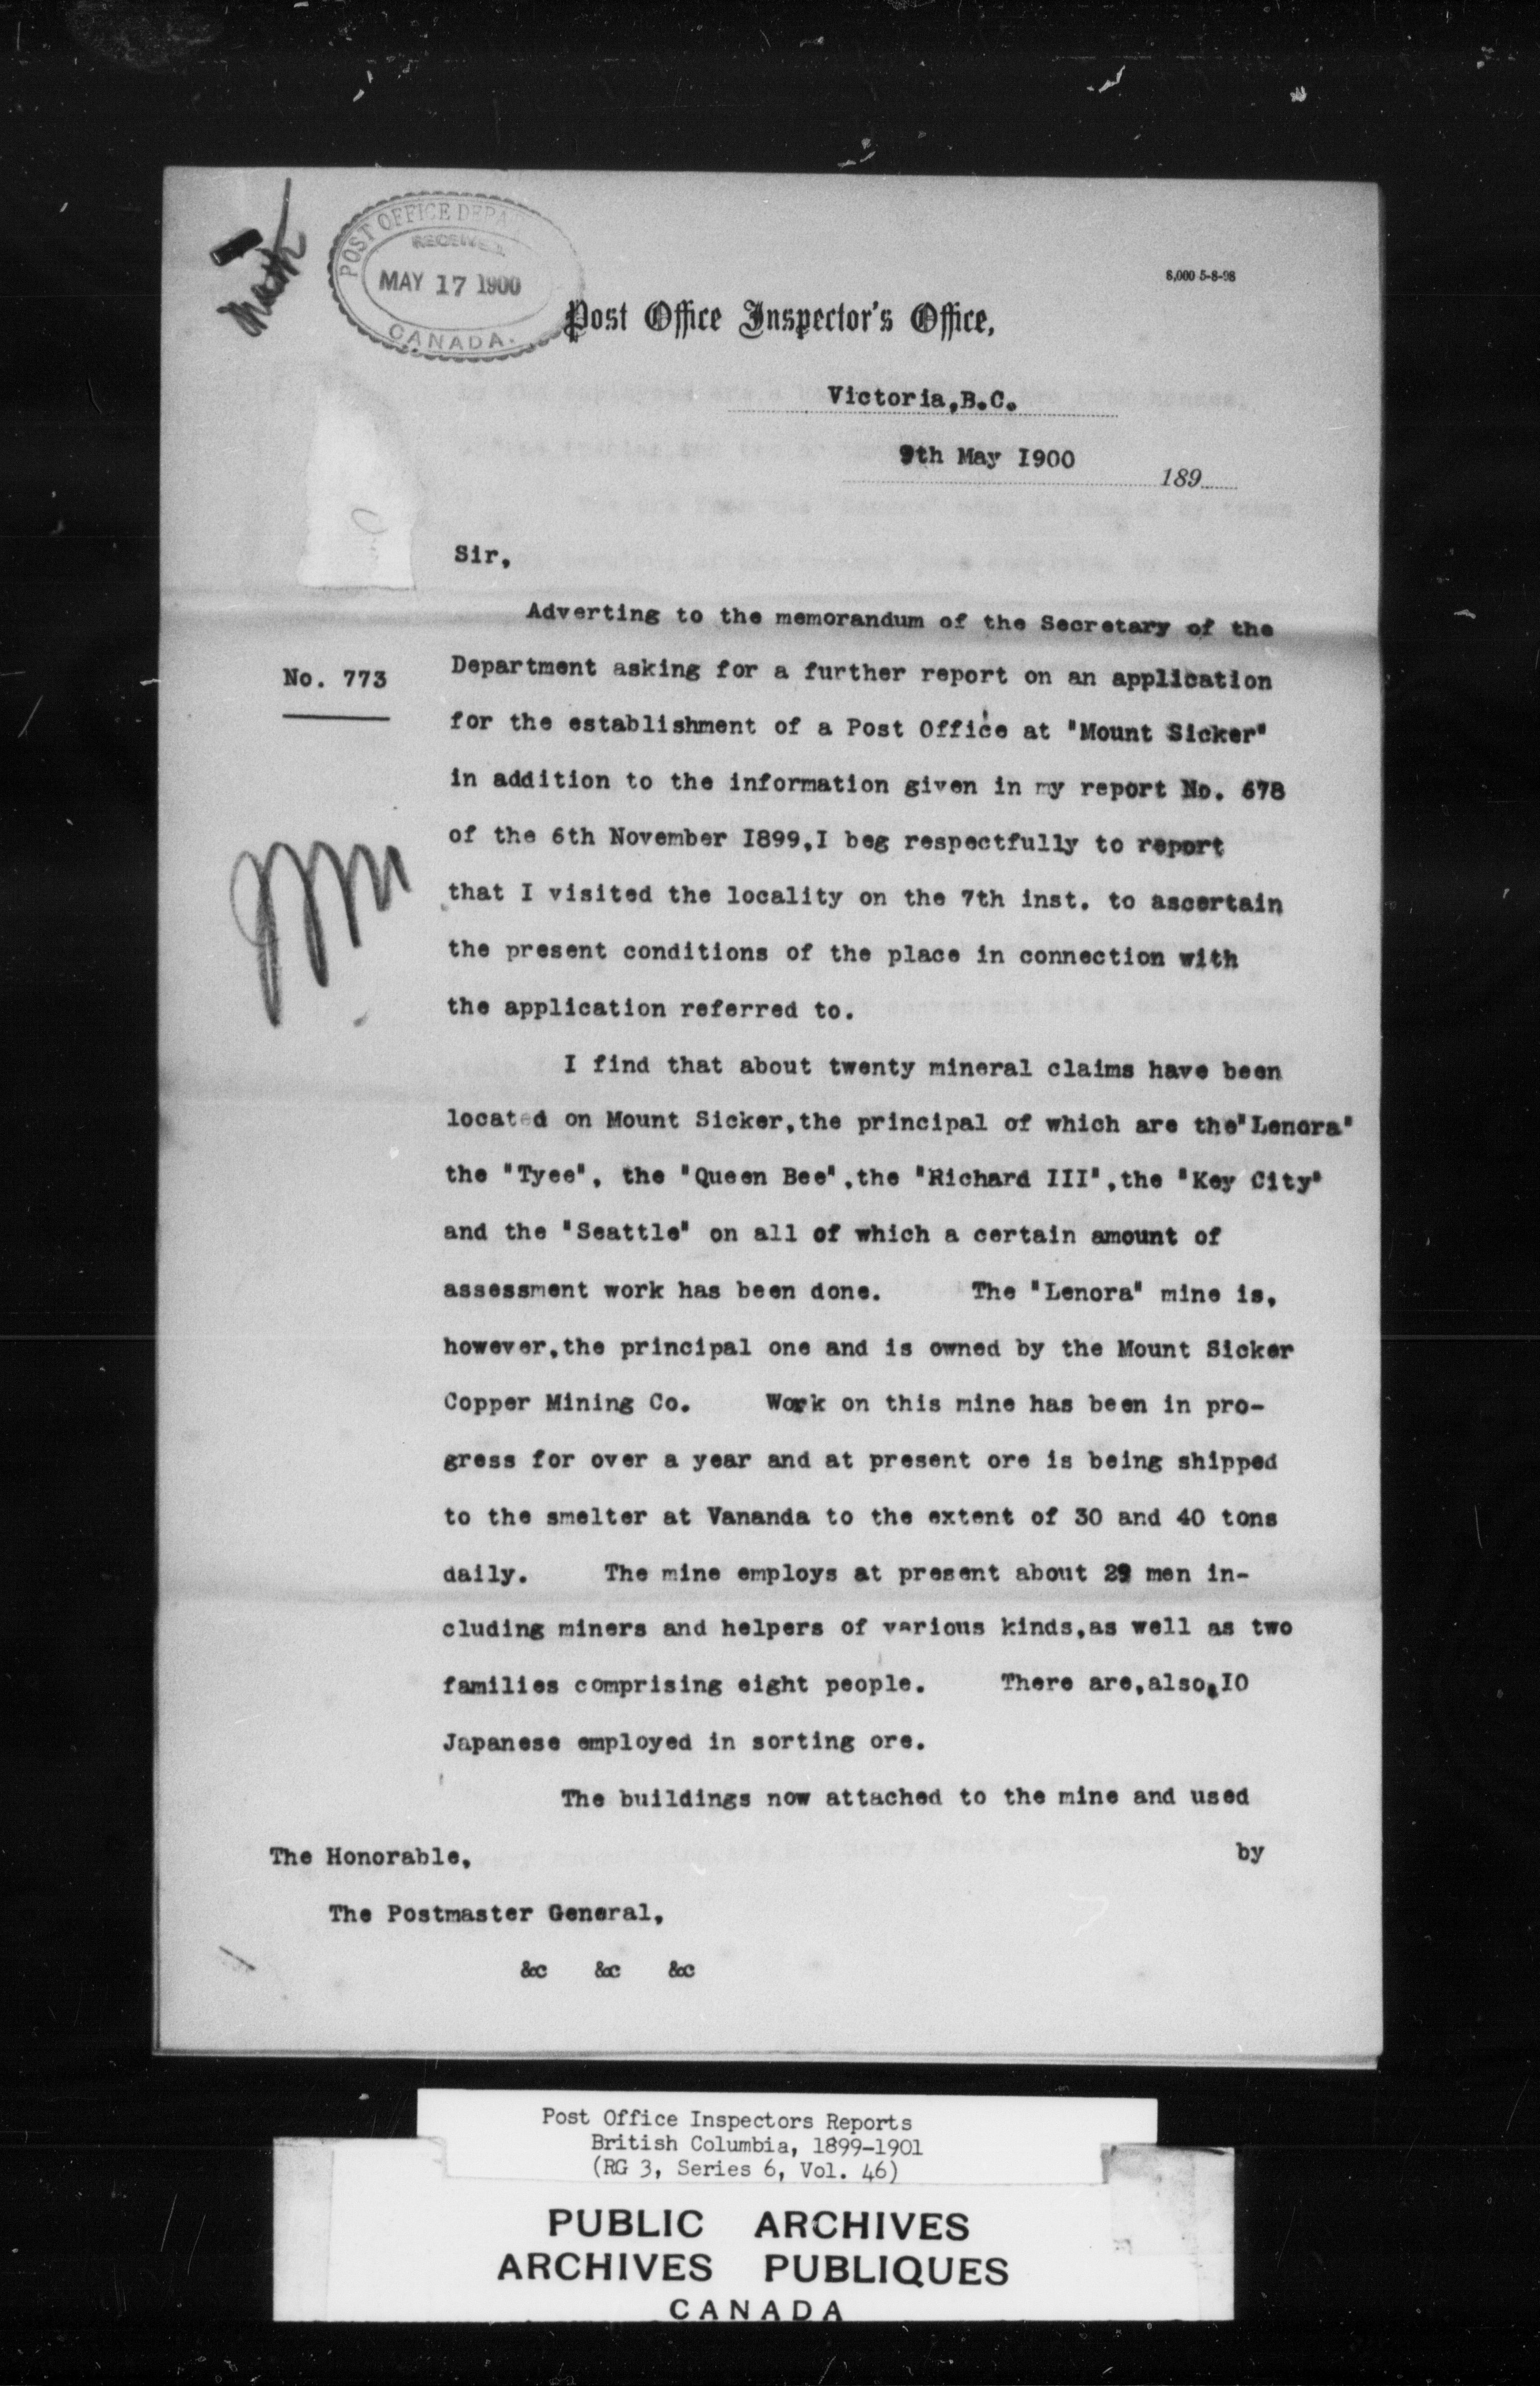 POST OFFICE DEPA
RECEIVED
MAY 17 1900
CANADA.
8,000 5-8-98
Post Office Inspector's Office,
Victoria,B.C.
9th May 1900
189
Sir,
Adverting to the memorandum of the Secretary of the
No. 773
Department asking for a further report on an application
for the establishment of a Post Office at "Mount Sicker"
in addition to the information given in my report No. 678
of the 6th November 1899,I beg respectfully to report
that I visited the locality on the 7th inst. to ascertain
the present conditions of the place in connection with
the application referred to.
I find that about twenty mineral claims have been
located on Mount Sicker,the principal of which are the"Lenora"
the "Tyee", the "Queen Bee",the "Richard III",the "Key City"
and the "Seattle" on all of which a certain amount of
assessment work has been done. The "Lenora" mine is,
however,the principal one and is owned by the Mount Sicker
Copper Mining Co. Work on this mine has been in pro-
gress for over a year and at present ore is being shipped
to the smelter at Vananda to the extent of 30 and 40 tons
daily. The mine employs at present about 29 men in-
cluding miners and helpers of various kinds,as well as two
families comprising eight people. There are,also,10
Japanese employed in sorting ore.
The buildings now attached to the mine and used
by
The Honorable,
The Postmaster General,
&c &c &c
Post Office Inspectors Reports
British Columbia, 1899-1901
(RG 3, Series 6, Vol. 46)
PUBLIC ARCHIVES
ARCHIVES PUBLIQUES
CANADA